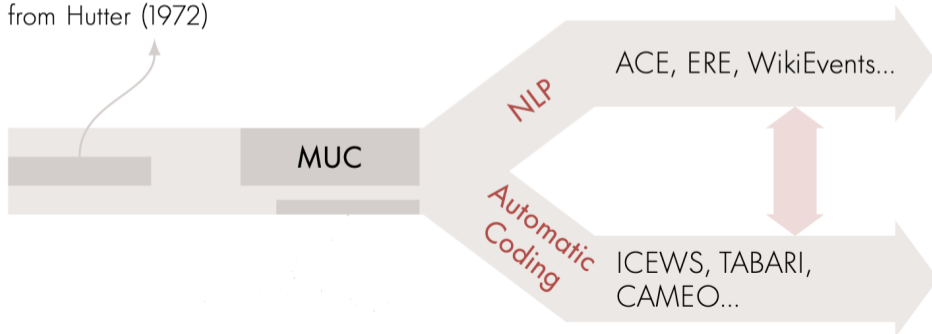 from Hutter (1972)
ACE, ERE, WikiEvents...
NLP
MUC
Automatic
Coding
ICEWS, TABARI,
CAMEO...